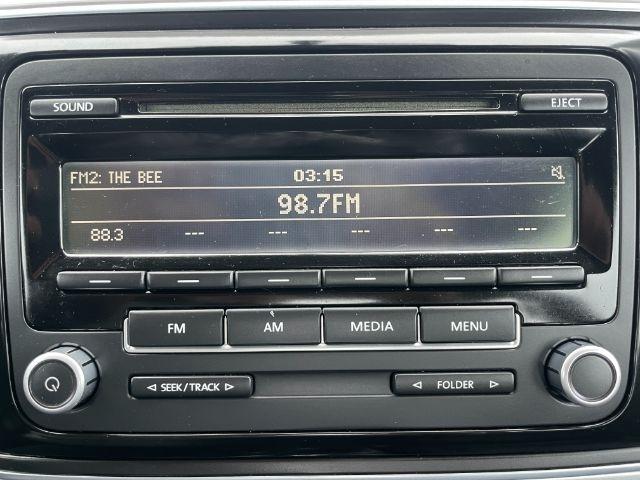 SOUND EJECT
FM2: THE BEE 03:15
98.7FM
88.3 --- --- --- --- ---
FM AM MEDIA MENU
◁ SEEK/TRACK ▷ ◁ FOLDER ▷